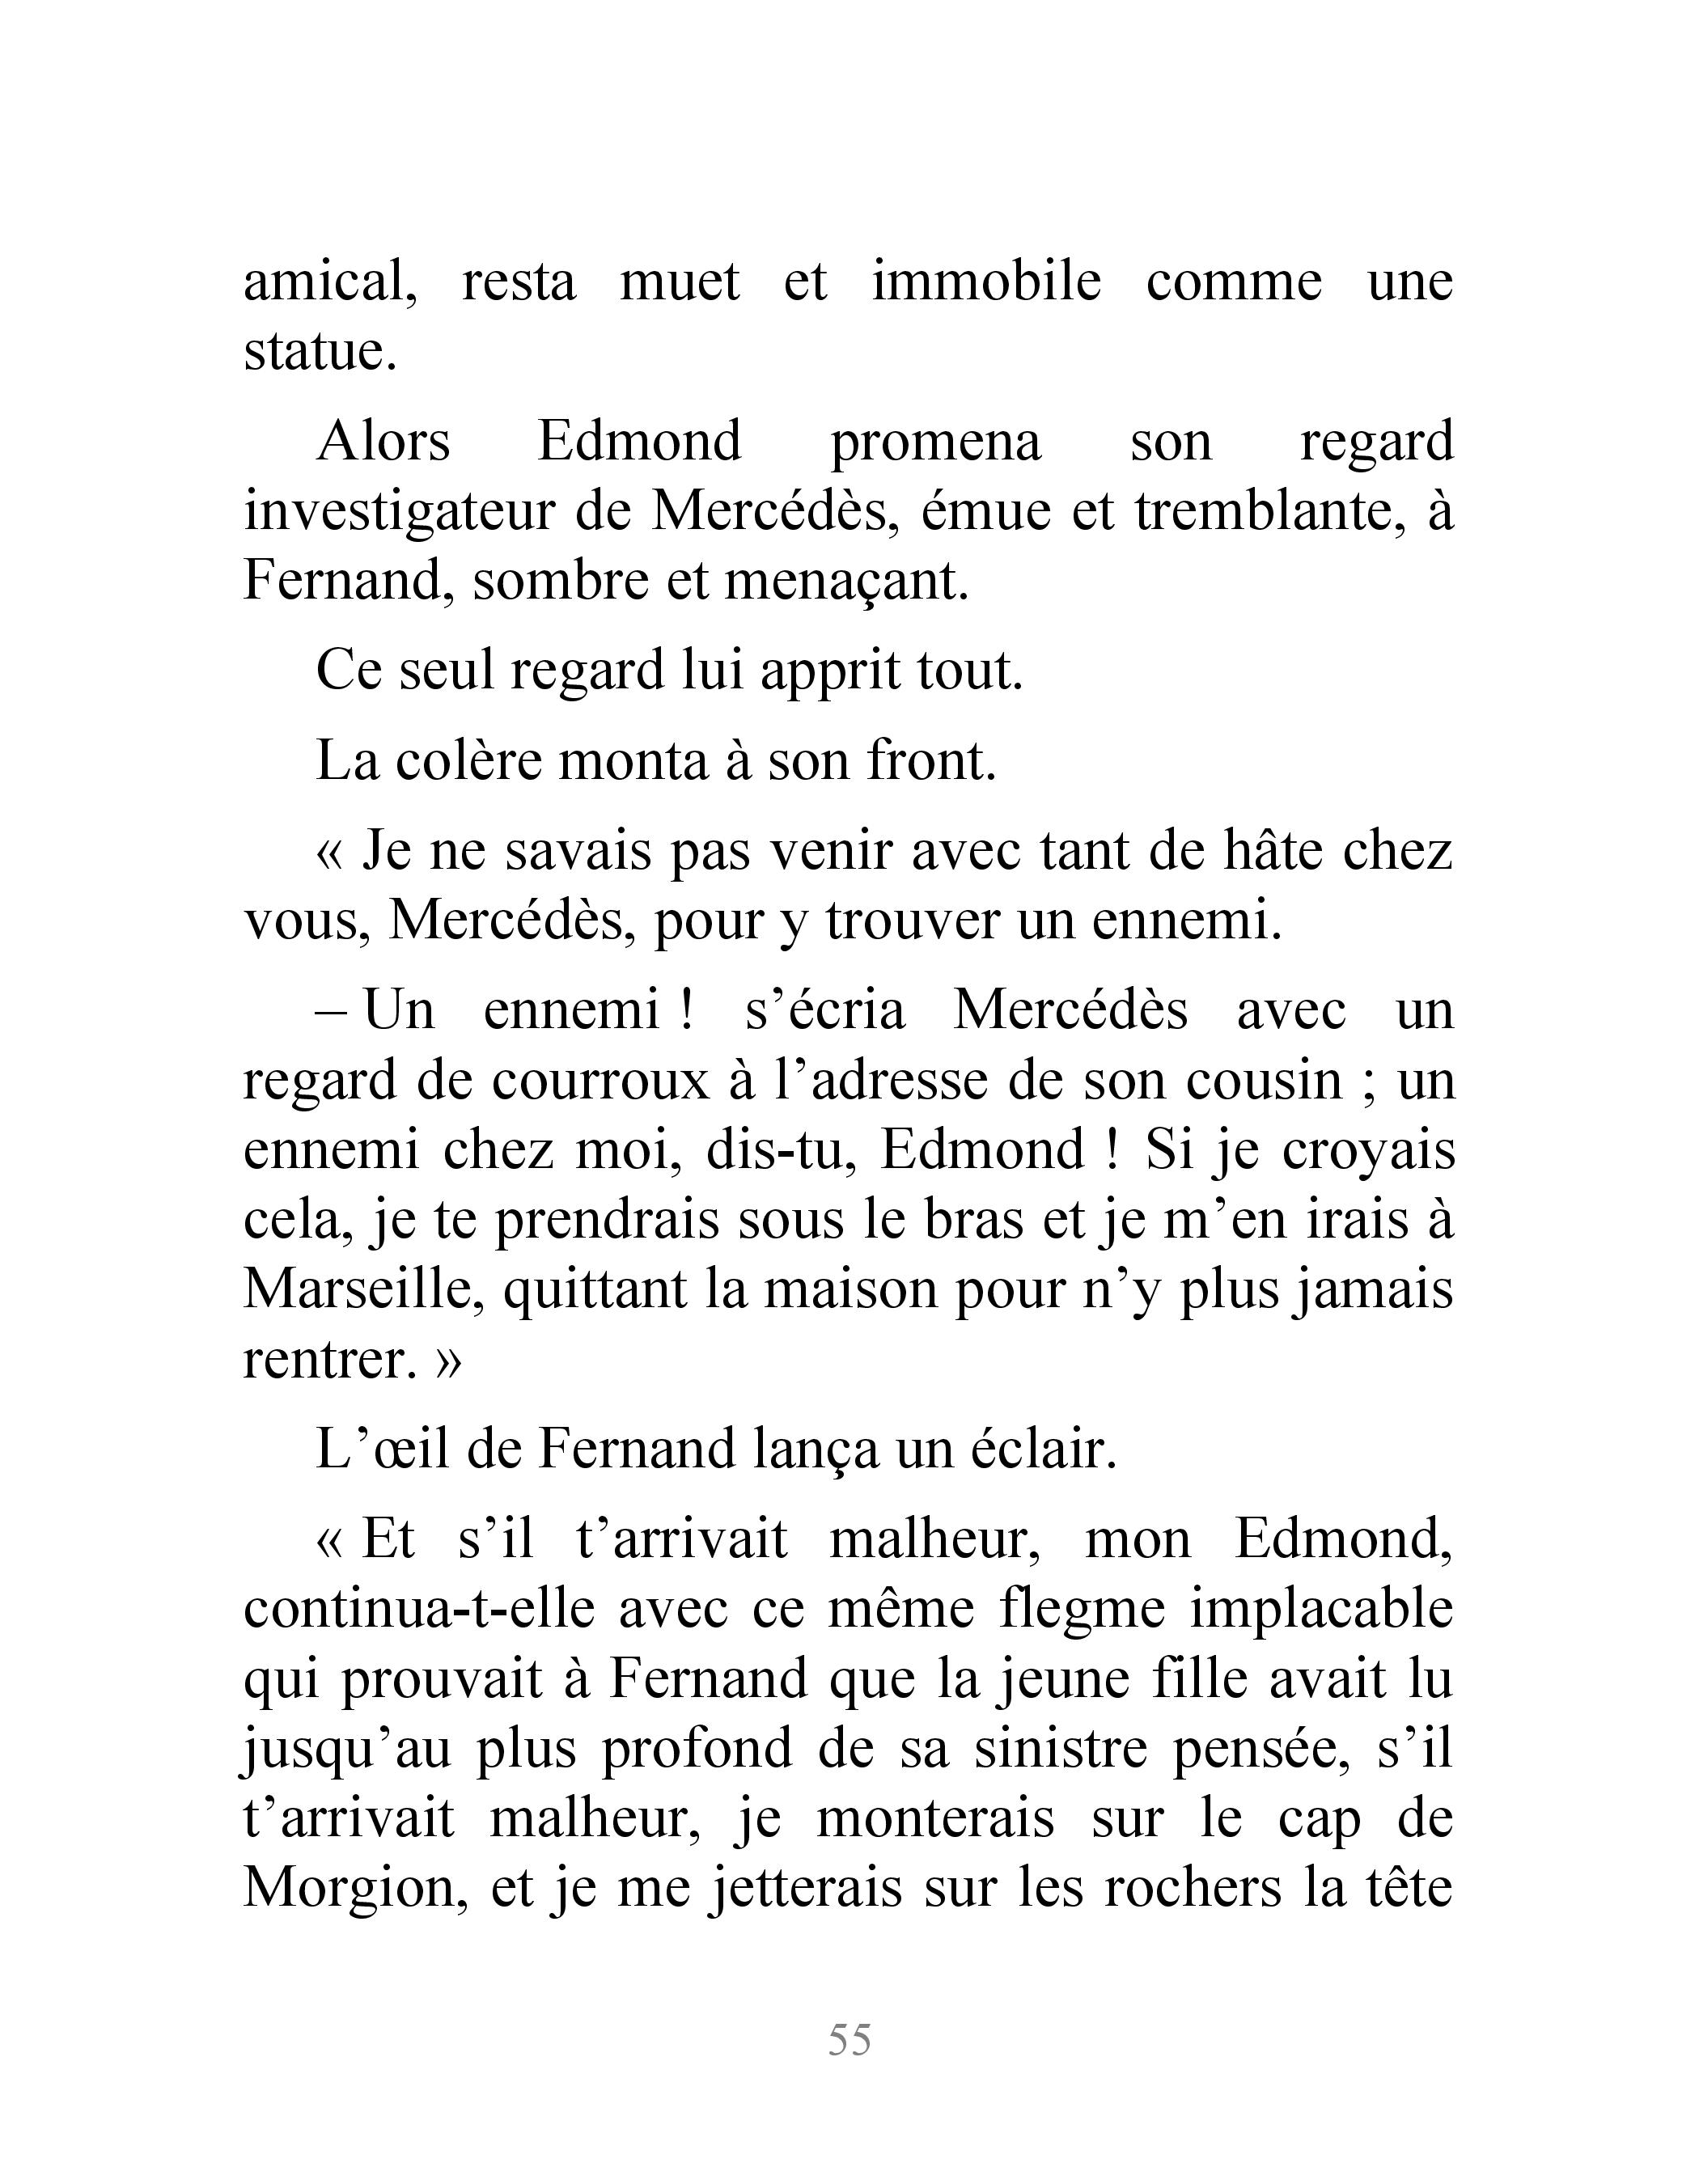 amical, resta muet et immobile comme une
statue.
Alors Edmond promena son regard
investigateur de Mercédès, émue et tremblante, à
Fernand, sombre et menaçant.
Ce seul regard lui apprit tout.
La colère monta à son front.
« Je ne savais pas venir avec tant de hâte chez
vous, Mercédès, pour y trouver un ennemi.
– Un ennemi ! s’écria Mercédès avec un
regard de courroux à l’adresse de son cousin ; un
ennemi chez moi, dis-tu, Edmond ! Si je croyais
cela, je te prendrais sous le bras et je m’en irais à
Marseille, quittant la maison pour n’y plus jamais
rentrer. »
L’œil de Fernand lança un éclair.
« Et s’il t’arrivait malheur, mon Edmond,
continua-t-elle avec ce même flegme implacable
qui prouvait à Fernand que la jeune fille avait lu
jusqu’au plus profond de sa sinistre pensée, s’il
t’arrivait malheur, je monterais sur le cap de
Morgion, et je me jetterais sur les rochers la tête
55